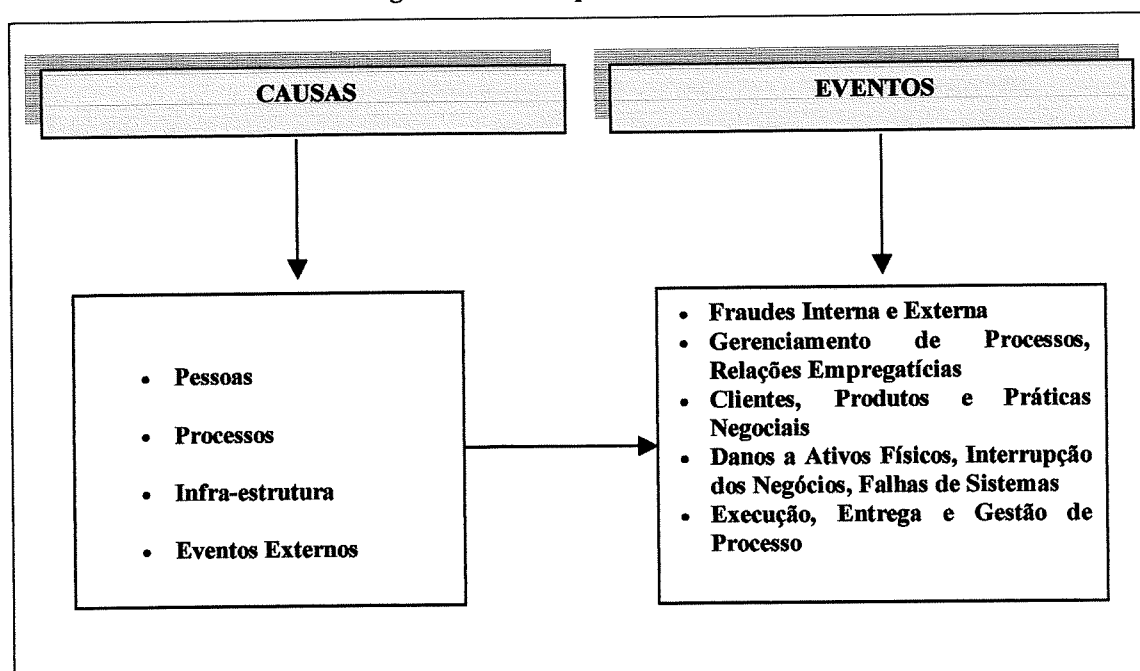 CAUSAS
EVENTOS
• Pessoas
• Processos
• Infra-estrutura
• Eventos Externos
• Fraudes Interna e Externa
• Gerenciamento de Processos,
Relações Empregatícias
• Clientes, Produtos e Práticas
Negociais
• Danos a Ativos Físicos, Interrupção
dos Negócios, Falhas de Sistemas
• Execução, Entrega e Gestão de
Processo